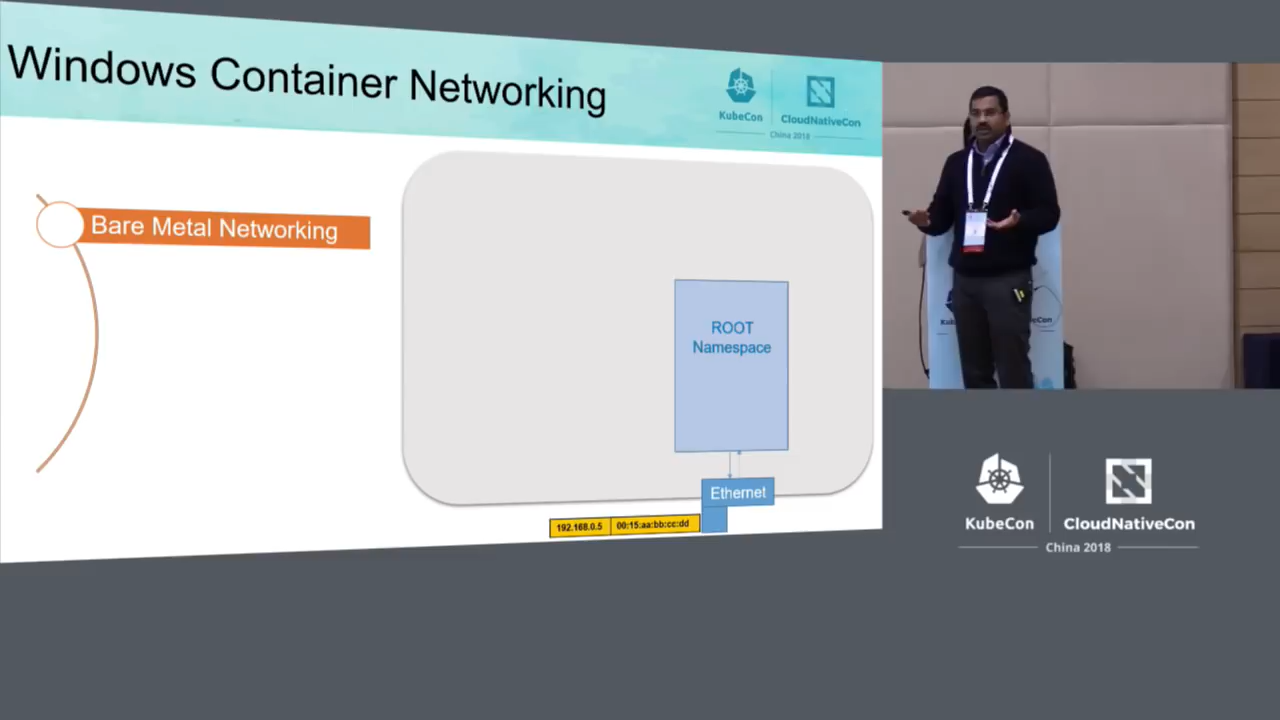 Windows Container Networking
KubeCon
CloudNativeCon
China 2018
Bare Metal Networking
ROOT
Namespace
Ethernet
192.168.0.5
00:15:aa:bb:cc:dd
KubeCon
CloudNativeCon
China 2018